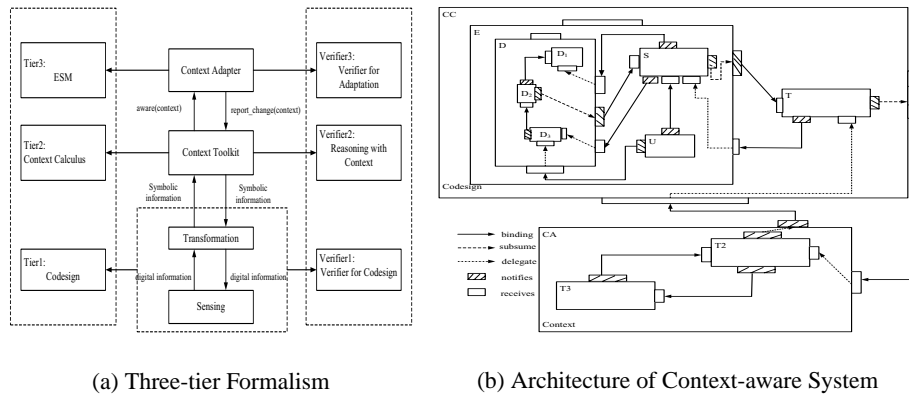 Tier3:
ESM
Context Adapter
Verifier3:
Verifier for
Adaptation
aware(context)
report_change(context)
Tier2:
Context Calculus
Context Toolkit
Verifier2:
Reasoning with
Context
Symbolic
information
Symbolic
information
Transformation
Tier1:
Codesign
digital information
digital information
Verifier1:
Verifier for Codesign
Sensing
(a) Three-tier Formalism
CC
E
D
D1
S
D2
T
D3
U
Codesign
binding
subsume
delegate
notifies
receives
CA
T2
T3
Context
(b) Architecture of Context-aware System